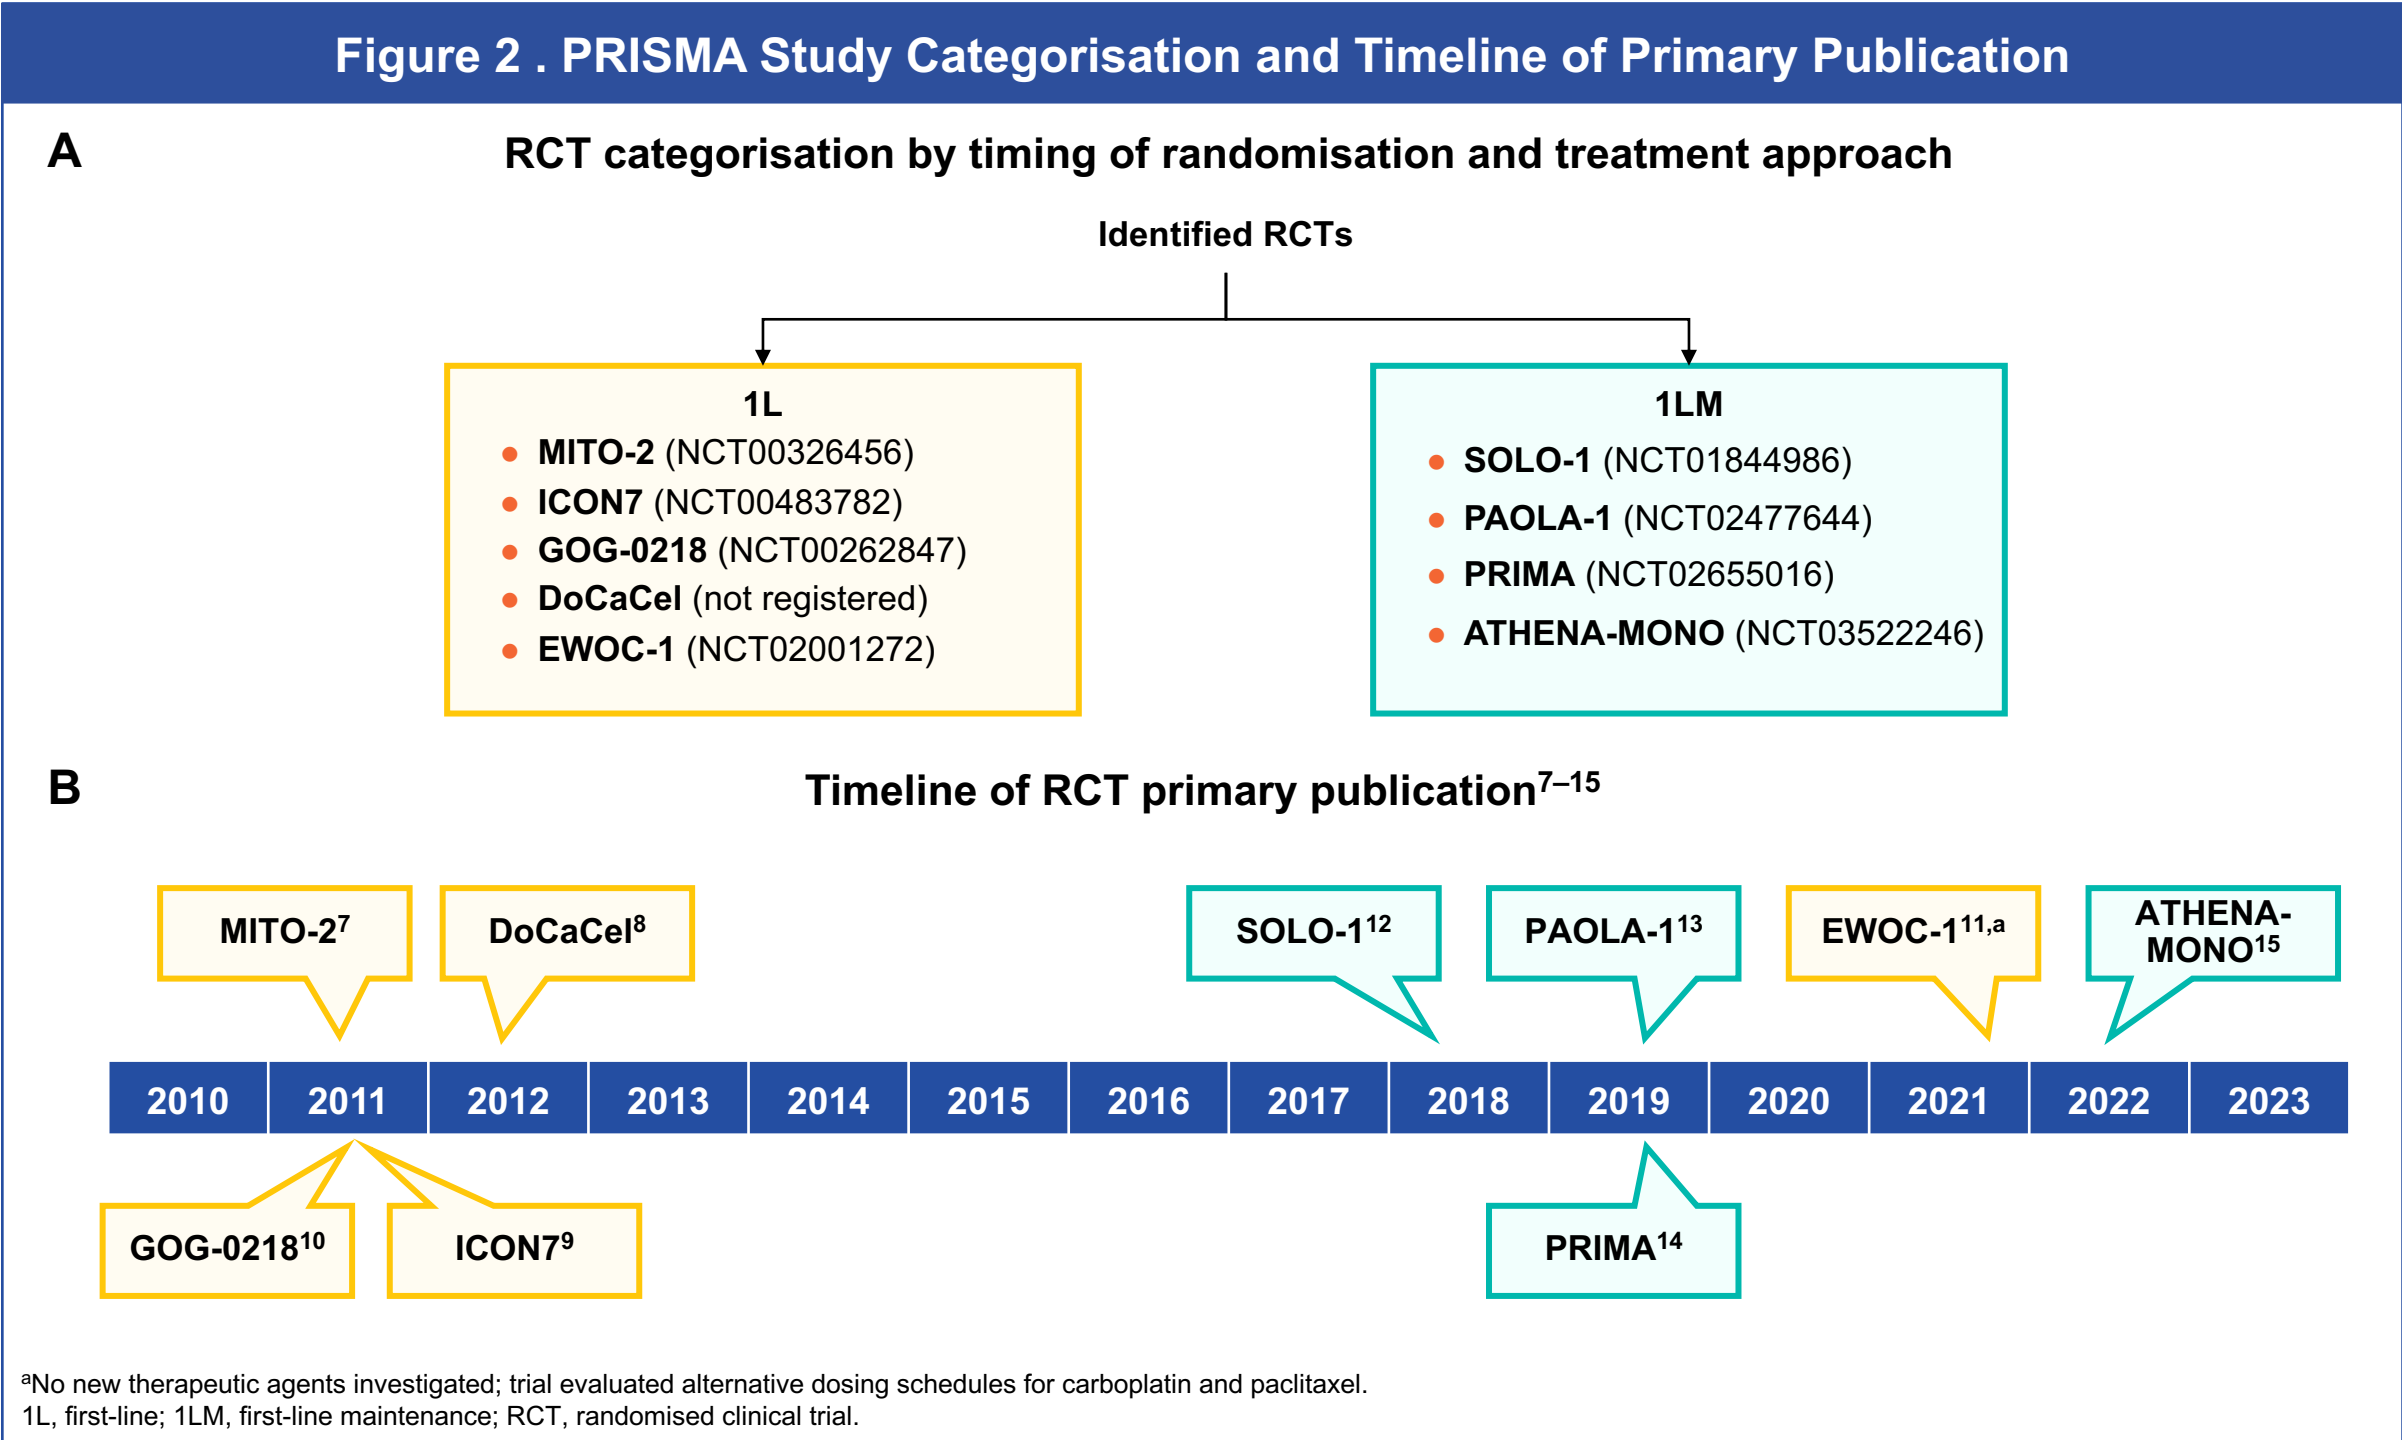 Figure 2 . PRISMA Study Categorisation and Timeline of Primary Publication
A
RCT categorisation by timing of randomisation and treatment approach
Identified RCTs
1L
● MITO-2 (NCT00326456)
● ICON7 (NCT00483782)
● GOG-0218 (NCT00262847)
● DoCaCel (not registered)
● EWOC-1 (NCT02001272)
1LM
● SOLO-1 (NCT01844986)
● PAOLA-1 (NCT02477644)
● PRIMA (NCT02655016)
● ATHENA-MONO (NCT03522246)
B
Timeline of RCT primary publication⁷⁻¹⁵
MITO-2⁷
DoCaCel⁸
SOLO-1¹²
PAOLA-1¹³
EWOC-1¹¹,ᵃ
ATHENA-
MONO¹⁵
2010 2011 2012 2013 2014 2015 2016 2017 2018 2019 2020 2021 2022 2023
GOG-0218¹⁰
ICON7⁹
PRIMA¹⁴
ᵃNo new therapeutic agents investigated; trial evaluated alternative dosing schedules for carboplatin and paclitaxel.
1L, first-line; 1LM, first-line maintenance; RCT, randomised clinical trial.